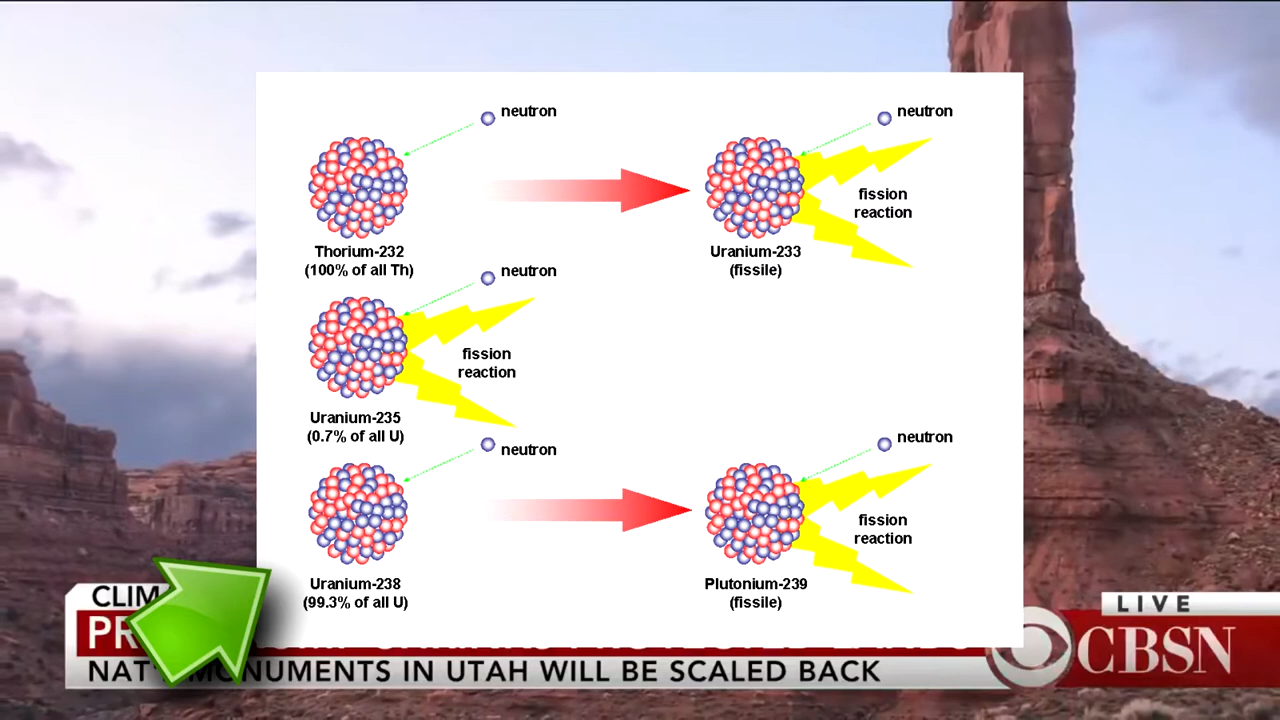 neutron
neutron
fission
reaction
Thorium-232
(100% of all Th)
Uranium-233
(fissile)
neutron
fission
reaction
Uranium-235
(0.7% of all U)
neutron
neutron
fission
reaction
Uranium-238
(99.3% of all U)
Plutonium-239
(fissile)
CLIM
LIVE
PR
CBSN
MONUMENTS IN UTAH WILL BE SCALED BACK